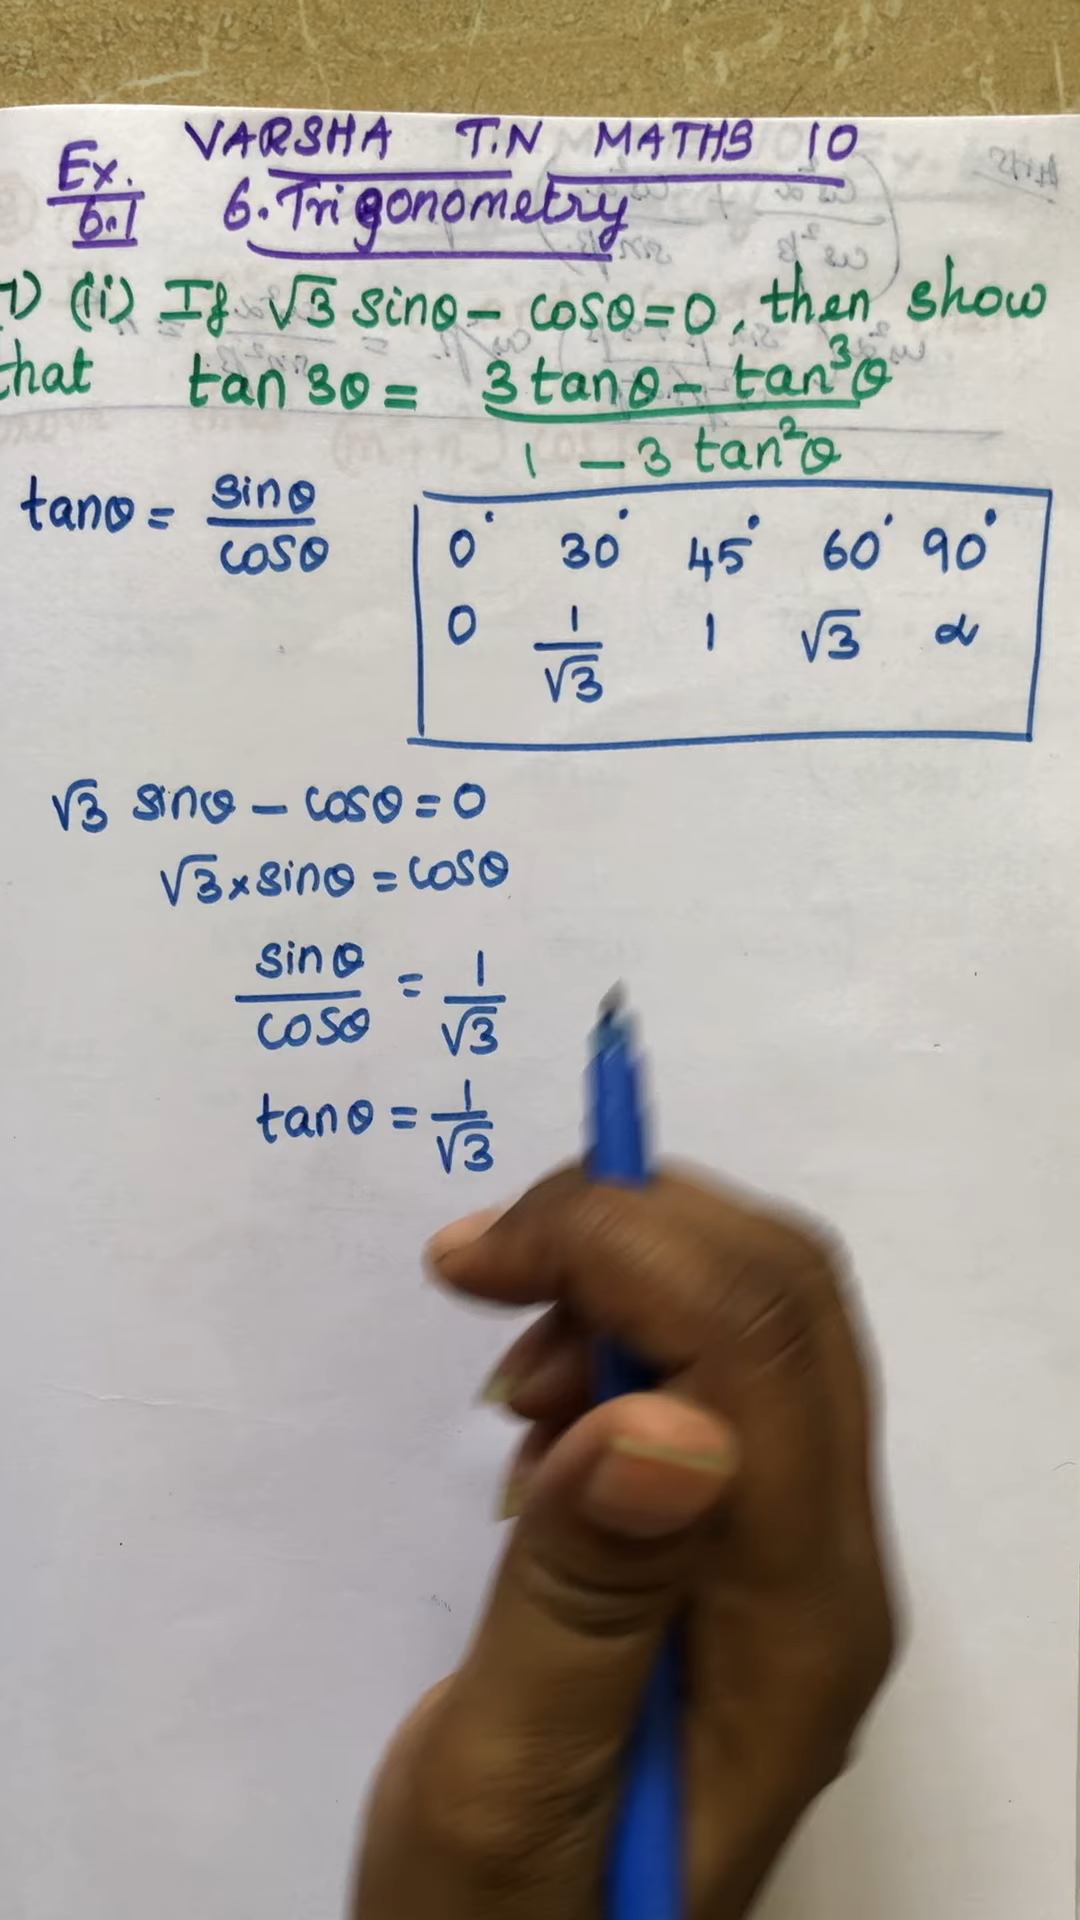 VARSHA T.N MATHS 10
Ex. 6.1
6. Trigonometry
7) (ii) If √3 sinθ - cosθ = 0, then show
that tan 3θ = (3 tanθ - tan³θ) / (1 - 3 tan²θ)
tanθ = sinθ / cosθ
0° 30° 45° 60° 90°
0 1/√3 1 √3 α
√3 sinθ - cosθ = 0
√3 × sinθ = cosθ
sinθ / cosθ = 1/√3
tanθ = 1/√3